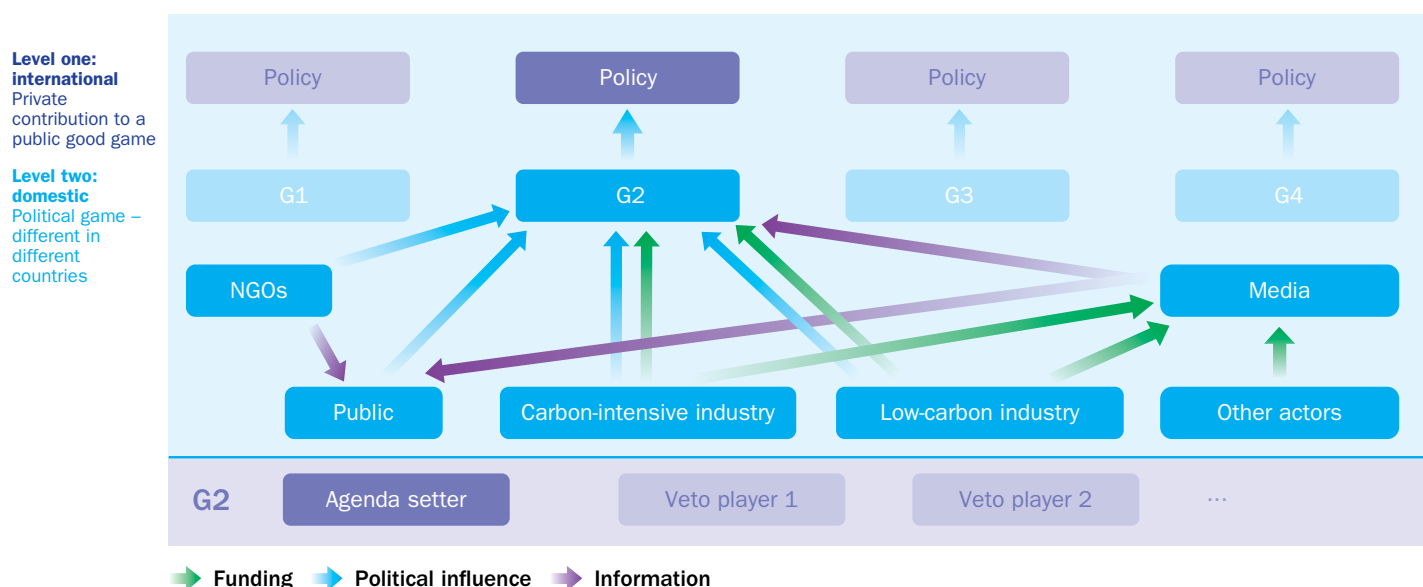 Level one:
international
Private
contribution to a
public good game
Level two:
domestic
Political game –
different in
different
countries
Policy
Policy
Policy
Policy
G1
G2
G3
G4
NGOs
Media
Public
Carbon-intensive industry
Low-carbon industry
Other actors
G2
Agenda setter
Veto player 1
Veto player 2
...
Funding
Political influence
Information